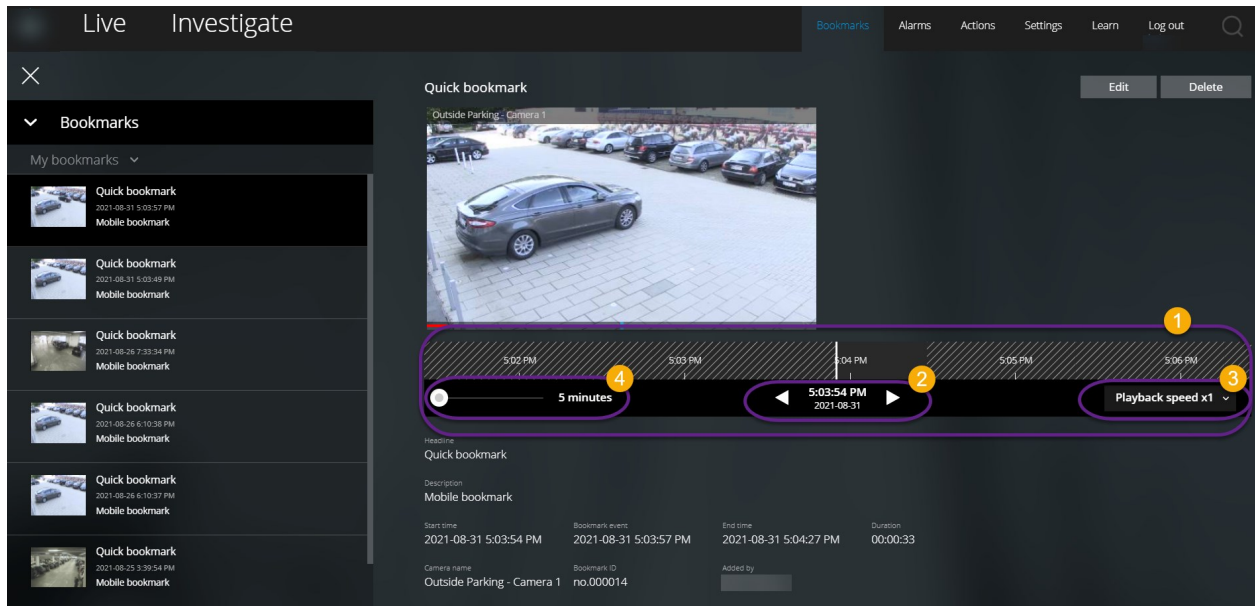 Live Investigate Bookmarks Alarms Actions Settings Learn Log out
Bookmarks
My bookmarks
Quick bookmark
2021-08-31 5:03:57 PM
Mobile bookmark
Quick bookmark
2021-08-31 5:03:49 PM
Mobile bookmark
Quick bookmark
2021-08-26 7:33:34 PM
Mobile bookmark
Quick bookmark
2021-08-26 6:10:38 PM
Mobile bookmark
Quick bookmark
2021-08-26 6:10:37 PM
Mobile bookmark
Quick bookmark
2021-08-25 3:39:54 PM
Mobile bookmark
Quick bookmark Edit Delete
Outside Parking - Camera 1
1
5:02 PM 5:03 PM 5:04 PM 5:05 PM 5:06 PM
4 2 3
5 minutes 5:03:54 PM Playback speed x1
2021-08-31
Headline
Quick bookmark
Description
Mobile bookmark
Start time Bookmark event End time Duration
2021-08-31 5:03:54 PM 2021-08-31 5:03:57 PM 2021-08-31 5:04:27 PM 00:00:33
Camera name Bookmark ID Added by
Outside Parking - Camera 1 no.000014